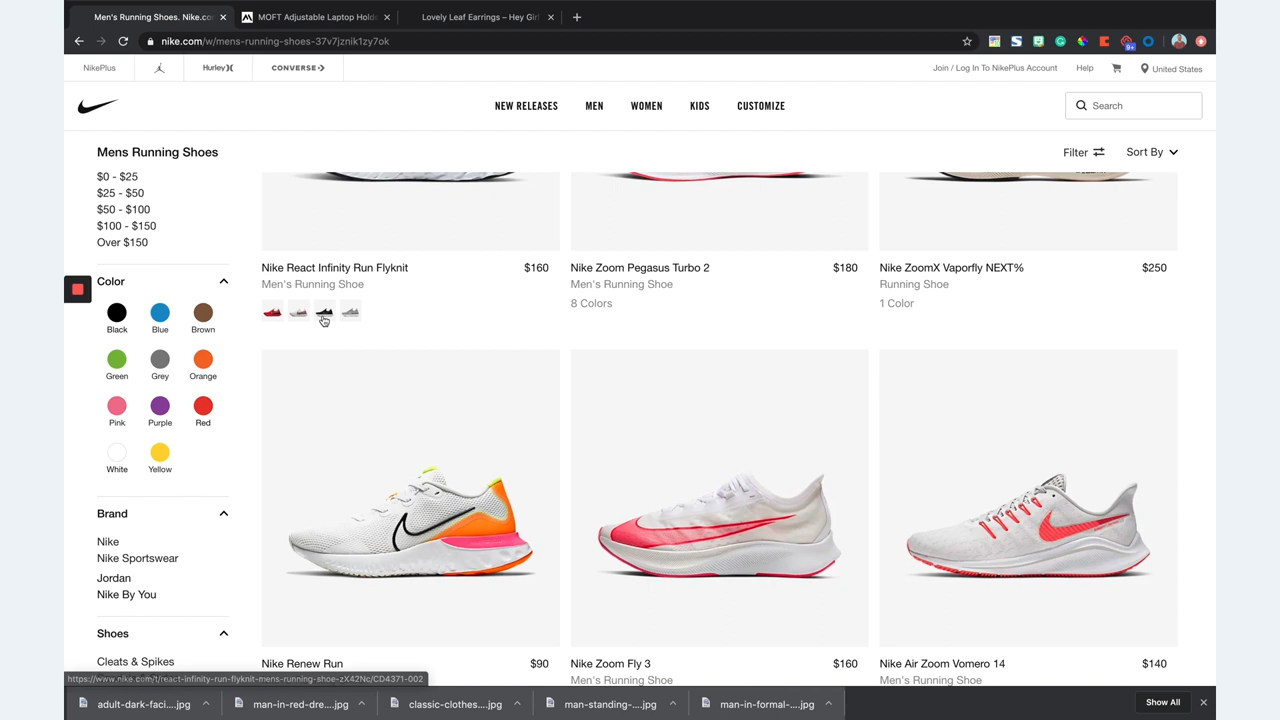 Men's Running Shoes. Nike.co
MOFT Adjustable Laptop Holde
Lovely Leaf Earrings – Hey Girl
nike.com/w/mens-running-shoes-37v7jznik1zy7ok
9+
NikePlus
Hurley
CONVERSE
Join / Log In To NikePlus Account
Help
United States
NEW RELEASES
MEN
WOMEN
KIDS
CUSTOMIZE
Search
Mens Running Shoes
Filter
Sort By
$0 - $25
$25 - $50
$50 - $100
$100 - $150
Over $150
Color
Black
Blue
Brown
Green
Grey
Orange
Pink
Purple
Red
White
Yellow
Brand
Nike
Nike Sportswear
Jordan
Nike By You
Shoes
Cleats & Spikes
Nike React Infinity Run Flyknit
$160
Men's Running Shoe
Nike Zoom Pegasus Turbo 2
$180
Men's Running Shoe
8 Colors
Nike ZoomX Vaporfly NEXT%
$250
Running Shoe
1 Color
Nike Renew Run
$90
Nike Zoom Fly 3
$160
Men's Running Shoe
Nike Air Zoom Vomero 14
$140
Men's Running Shoe
https://www.nike.com/t/react-infinity-run-flyknit-mens-running-shoe-zX42Nc/CD4371-002
adult-dark-faci....jpg
man-in-red-dre....jpg
classic-clothes....jpg
man-standing-....jpg
man-in-formal-....jpg
Show All